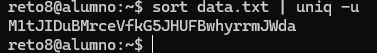 reto8@alumno:~$ sort data.txt | uniq -u
M1tJIDuBMrceVfkG5JHUFBwhyrrmJWda
reto8@alumno:~$